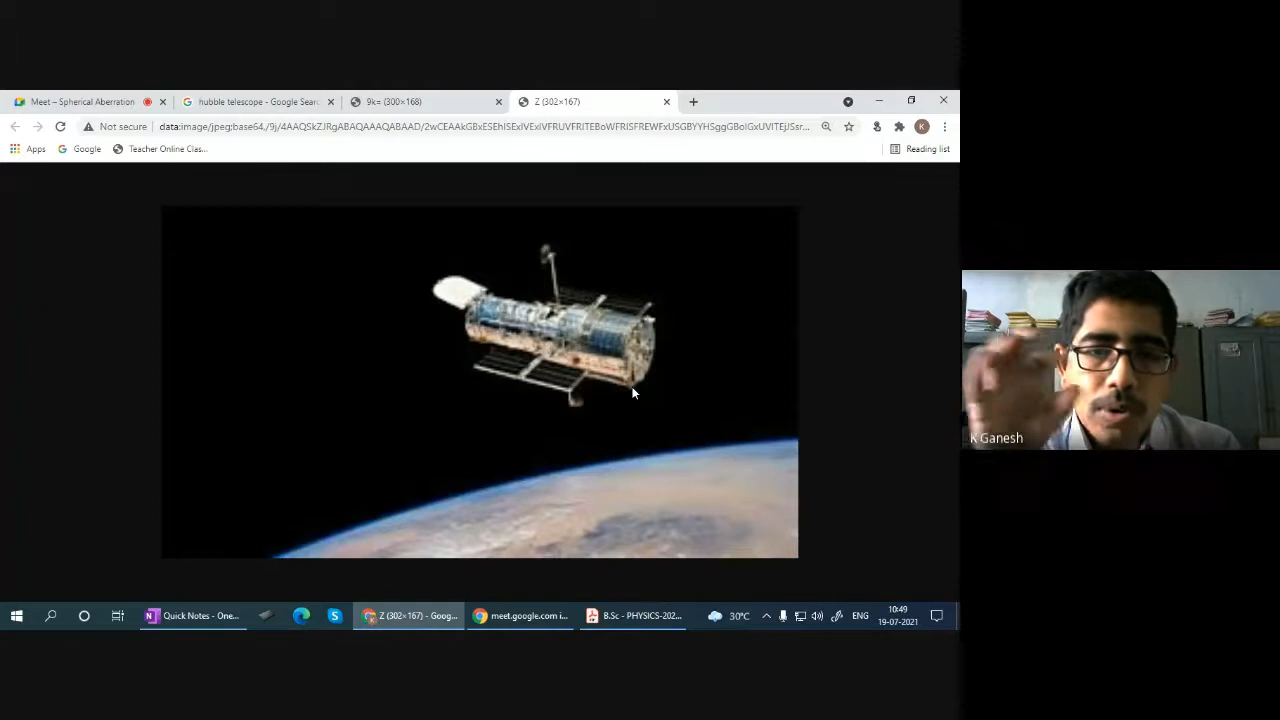 Meet – Spherical Aberration
hubble telescope - Google Searc
9k= (300×168)
Z (302×167)
Not secure
Apps
Google
Teacher Online Clas...
Reading list
K
K Ganesh
Quick Notes - One...
Z (302×167) - Goog...
meet.google.com i...
B.Sc - PHYSICS-202...
30°C
ENG
10:49
19-07-2021